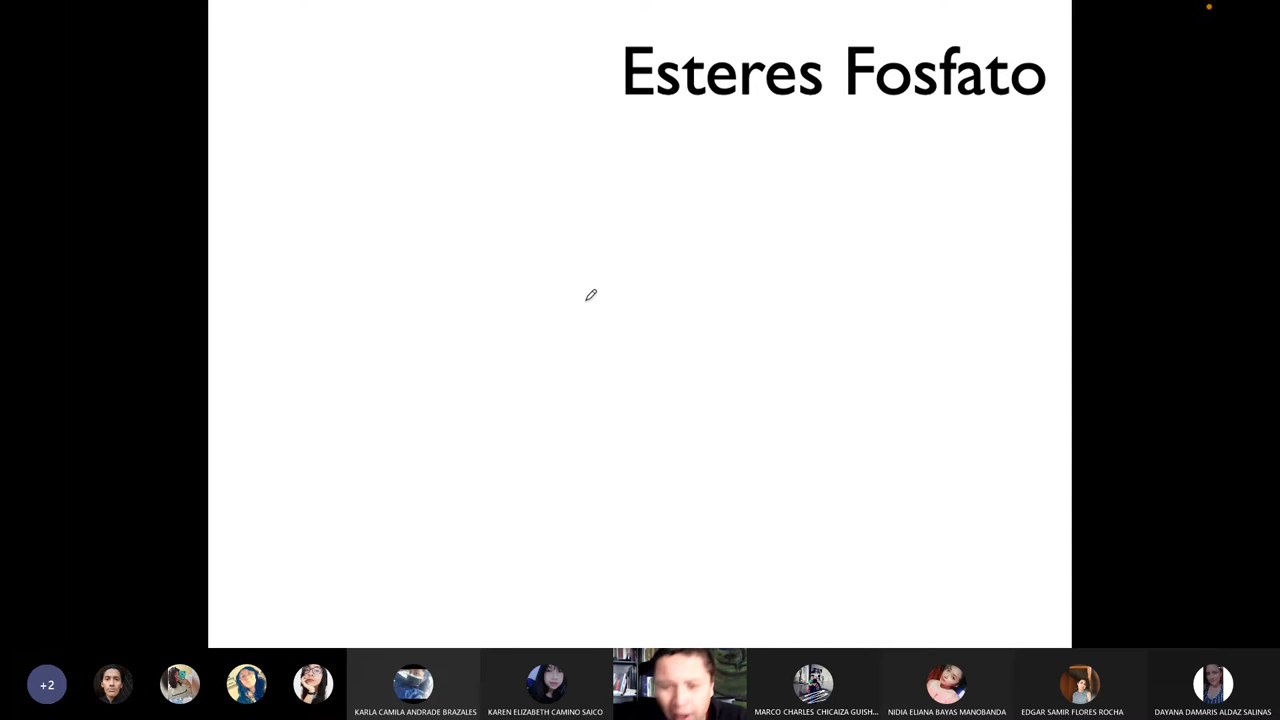 Esteres Fosfato
+2
KARLA CAMILA ANDRADE BRAZALES
KAREN ELIZABETH CAMINO SAICO
MARCO CHARLES CHICAIZA GUISH...
NIDIA ELIANA BAYAS MANOBANDA
EDGAR SAMIR FLORES ROCHA
DAYANA DAMARIS ALDAZ SALINAS